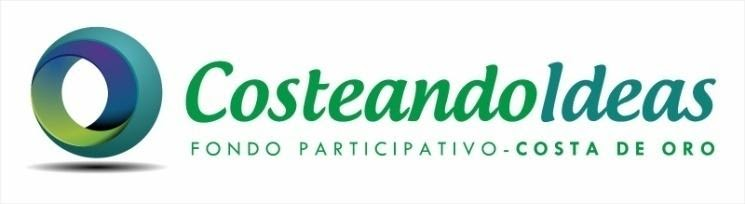 CosteandoIdeas
FONDO PARTICIPATIVO-COSTA DE ORO